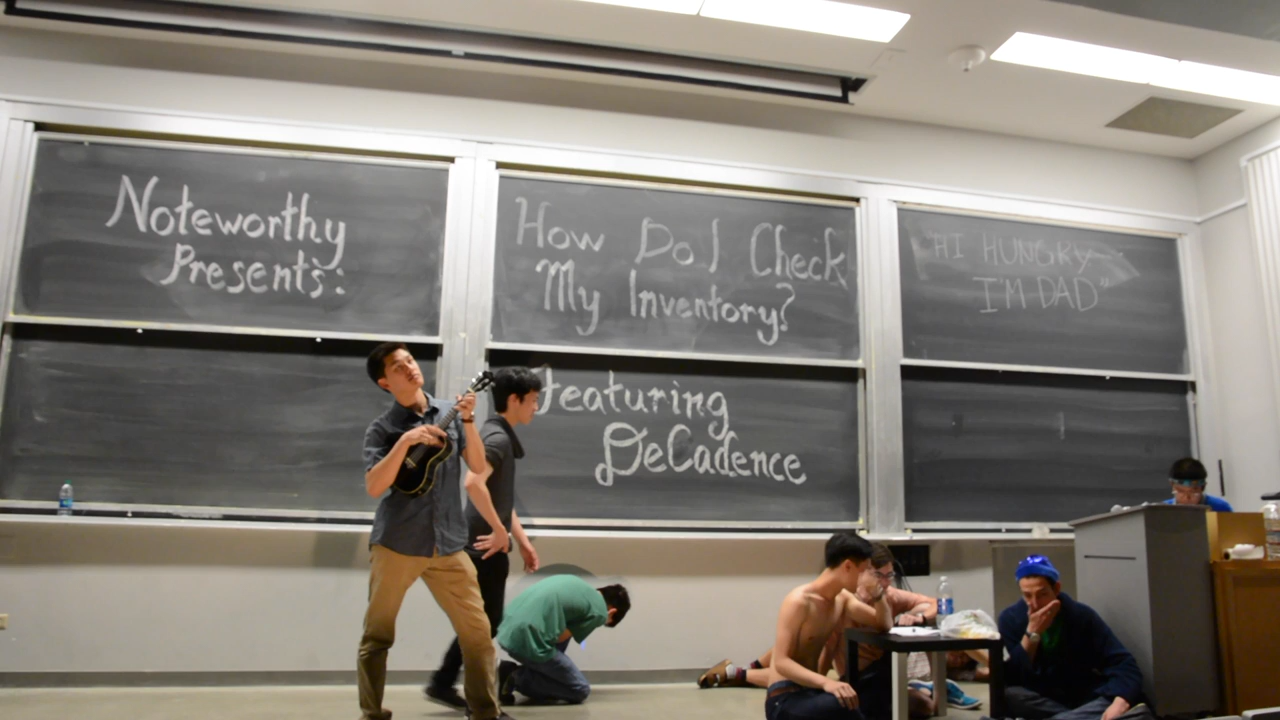 Noteworthy
Presents:
How Do I Check
My Inventory?
Featuring
DeCadence
"HI HUNGRY
I'M DAD"